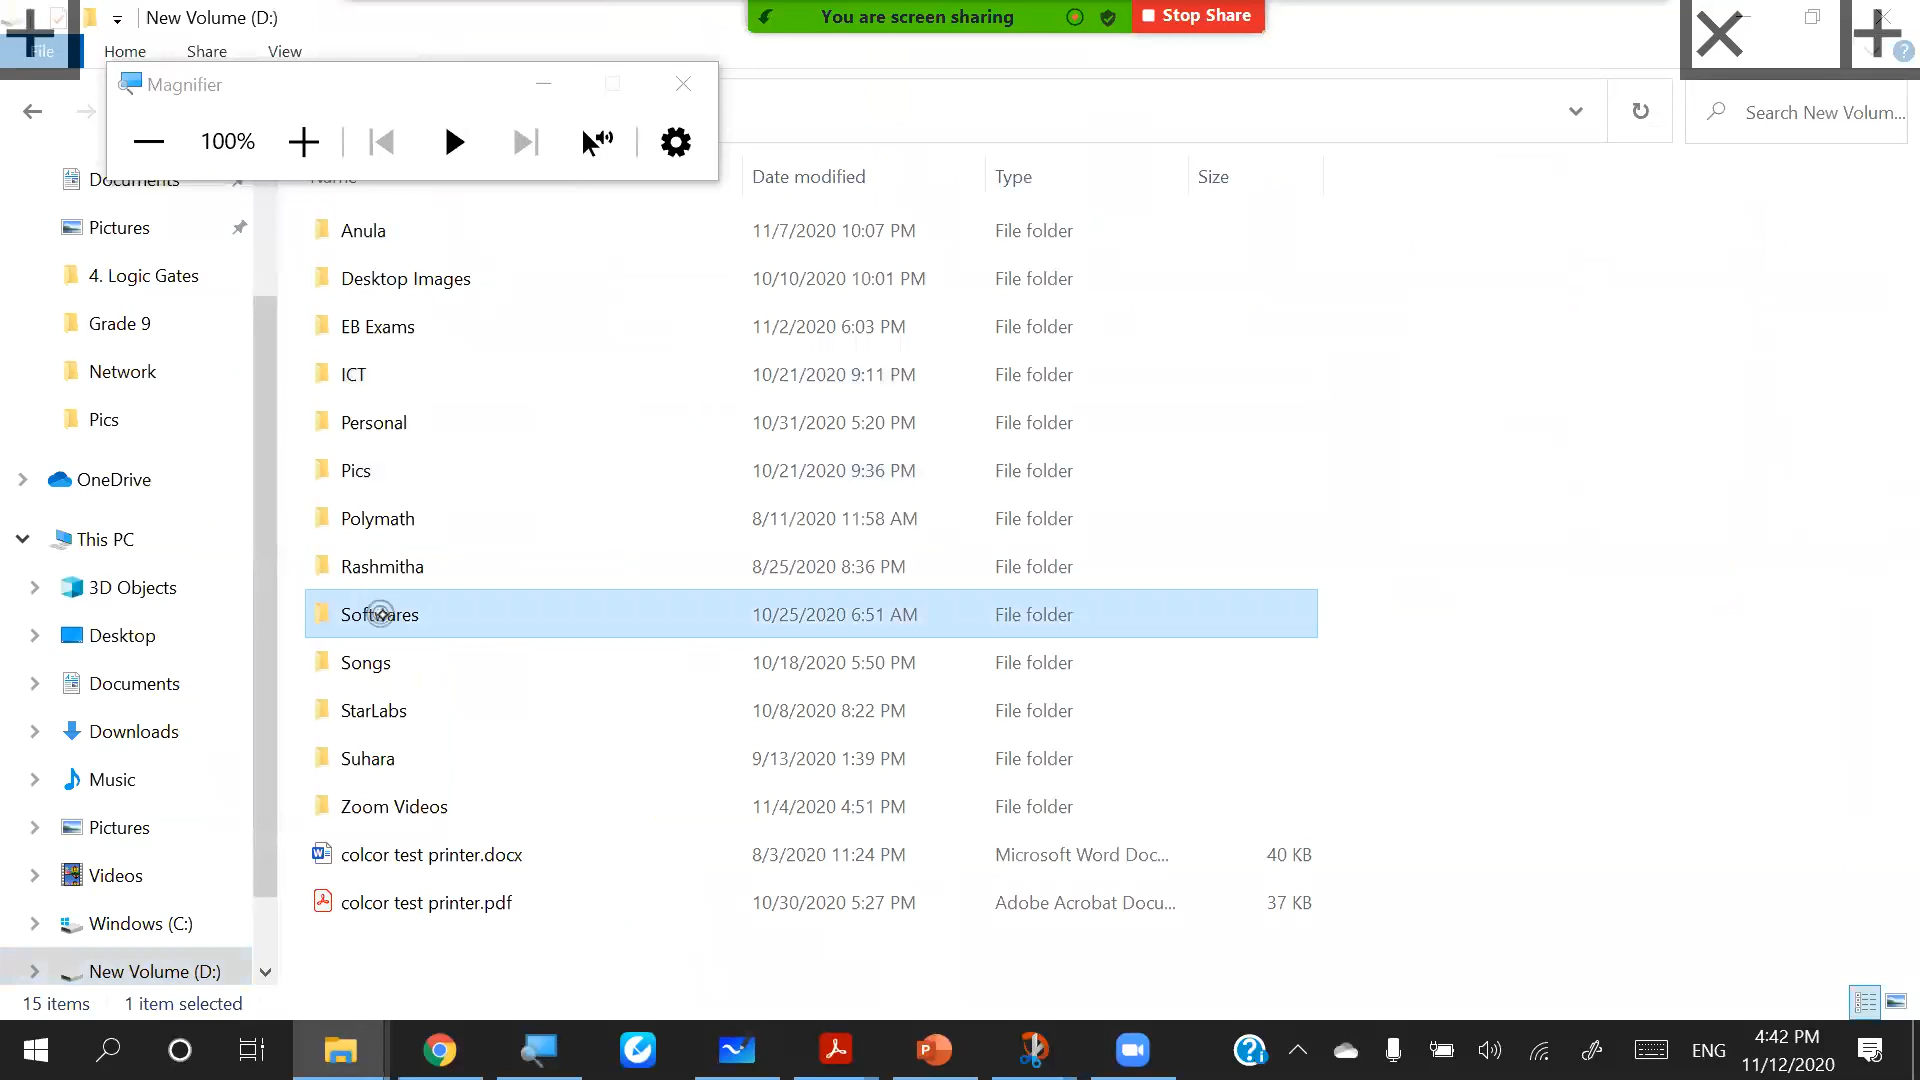 New Volume (D:)
You are screen sharing
Stop Share
File
Home
Share
View
Magnifier
100%
Search New Volum...
Name
Date modified
Type
Size
Documents
Pictures
4. Logic Gates
Grade 9
Network
Pics
OneDrive
This PC
3D Objects
Desktop
Documents
Downloads
Music
Pictures
Videos
Windows (C:)
New Volume (D:)
Anula 11/7/2020 10:07 PM File folder
Desktop Images 10/10/2020 10:01 PM File folder
EB Exams 11/2/2020 6:03 PM File folder
ICT 10/21/2020 9:11 PM File folder
Personal 10/31/2020 5:20 PM File folder
Pics 10/21/2020 9:36 PM File folder
Polymath 8/11/2020 11:58 AM File folder
Rashmitha 8/25/2020 8:36 PM File folder
Softwares 10/25/2020 6:51 AM File folder
Songs 10/18/2020 5:50 PM File folder
StarLabs 10/8/2020 8:22 PM File folder
Suhara 9/13/2020 1:39 PM File folder
Zoom Videos 11/4/2020 4:51 PM File folder
colcor test printer.docx 8/3/2020 11:24 PM Microsoft Word Doc... 40 KB
colcor test printer.pdf 10/30/2020 5:27 PM Adobe Acrobat Docu... 37 KB
15 items 1 item selected
ENG
4:42 PM
11/12/2020